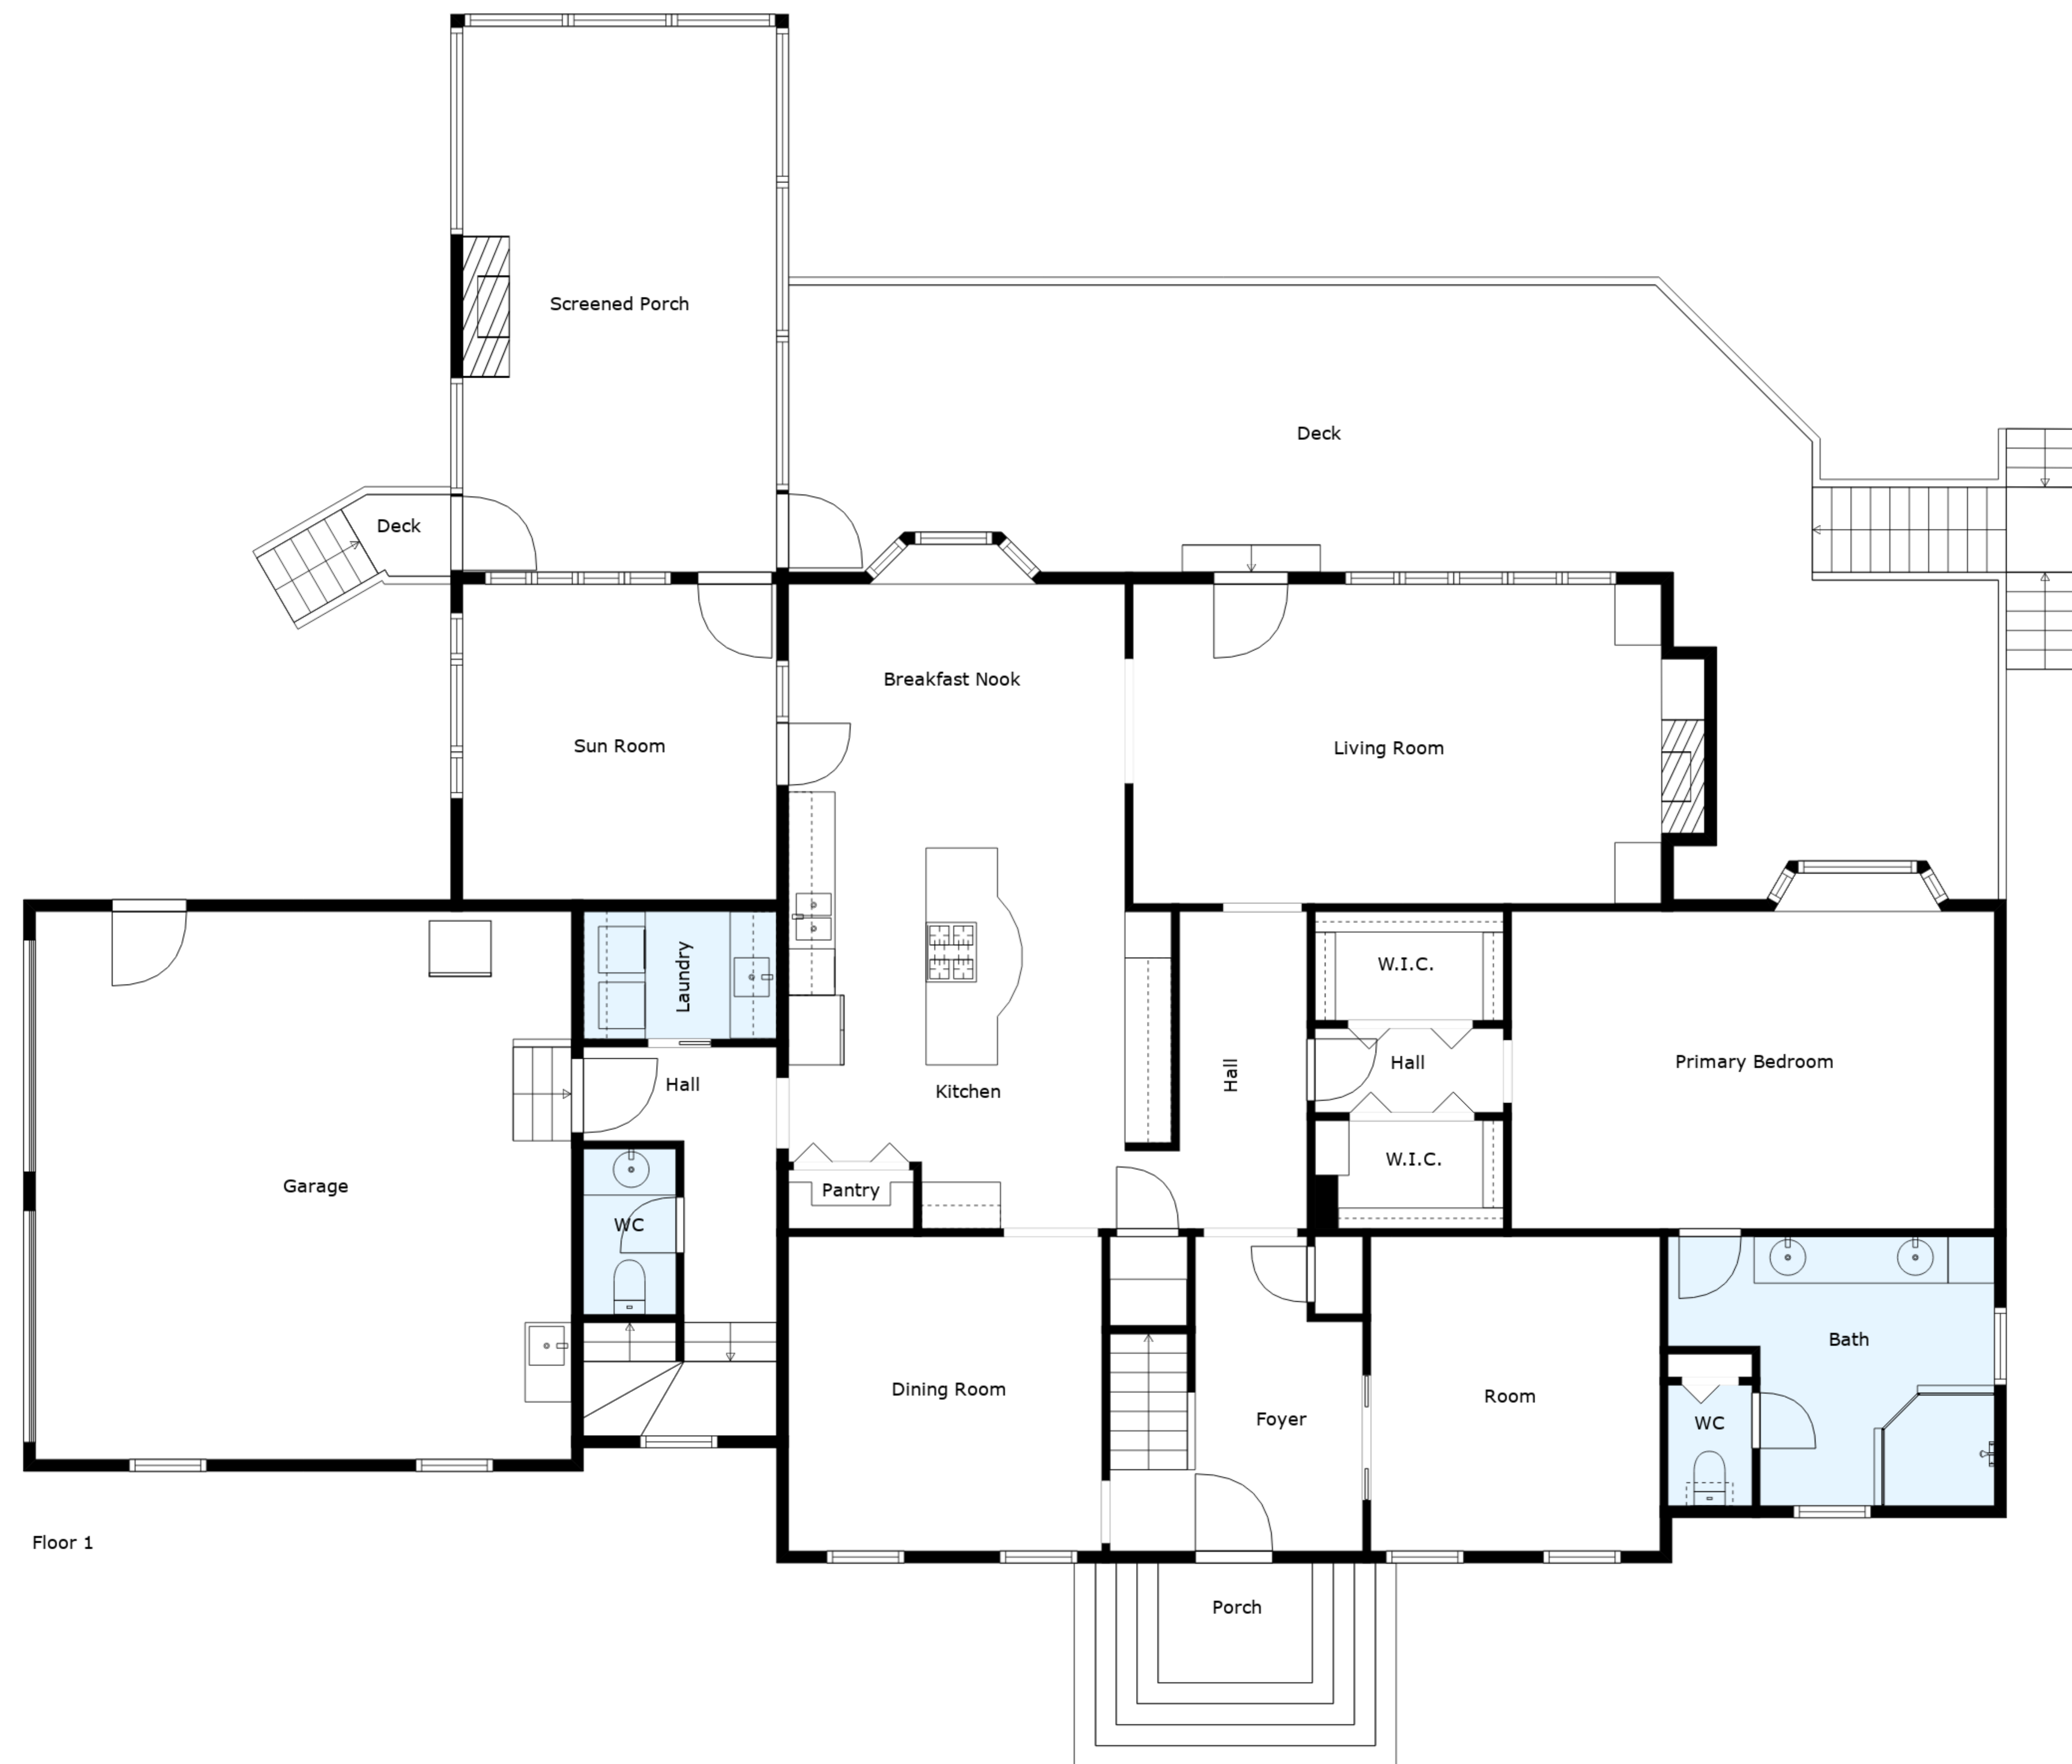 Screened Porch
Deck
Deck
Breakfast Nook
Sun Room
Living Room
Laundry
W.I.C.
Hall
Hall
Hall
Primary Bedroom
Kitchen
W.I.C.
Garage
Pantry
WC
Bath
Dining Room
Room
Foyer
WC
Floor 1
Porch